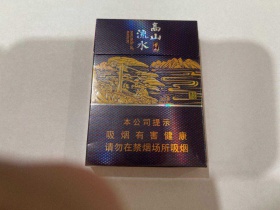 高山
流水
本公司提示
吸烟有害健康
请勿在禁烟场所吸烟